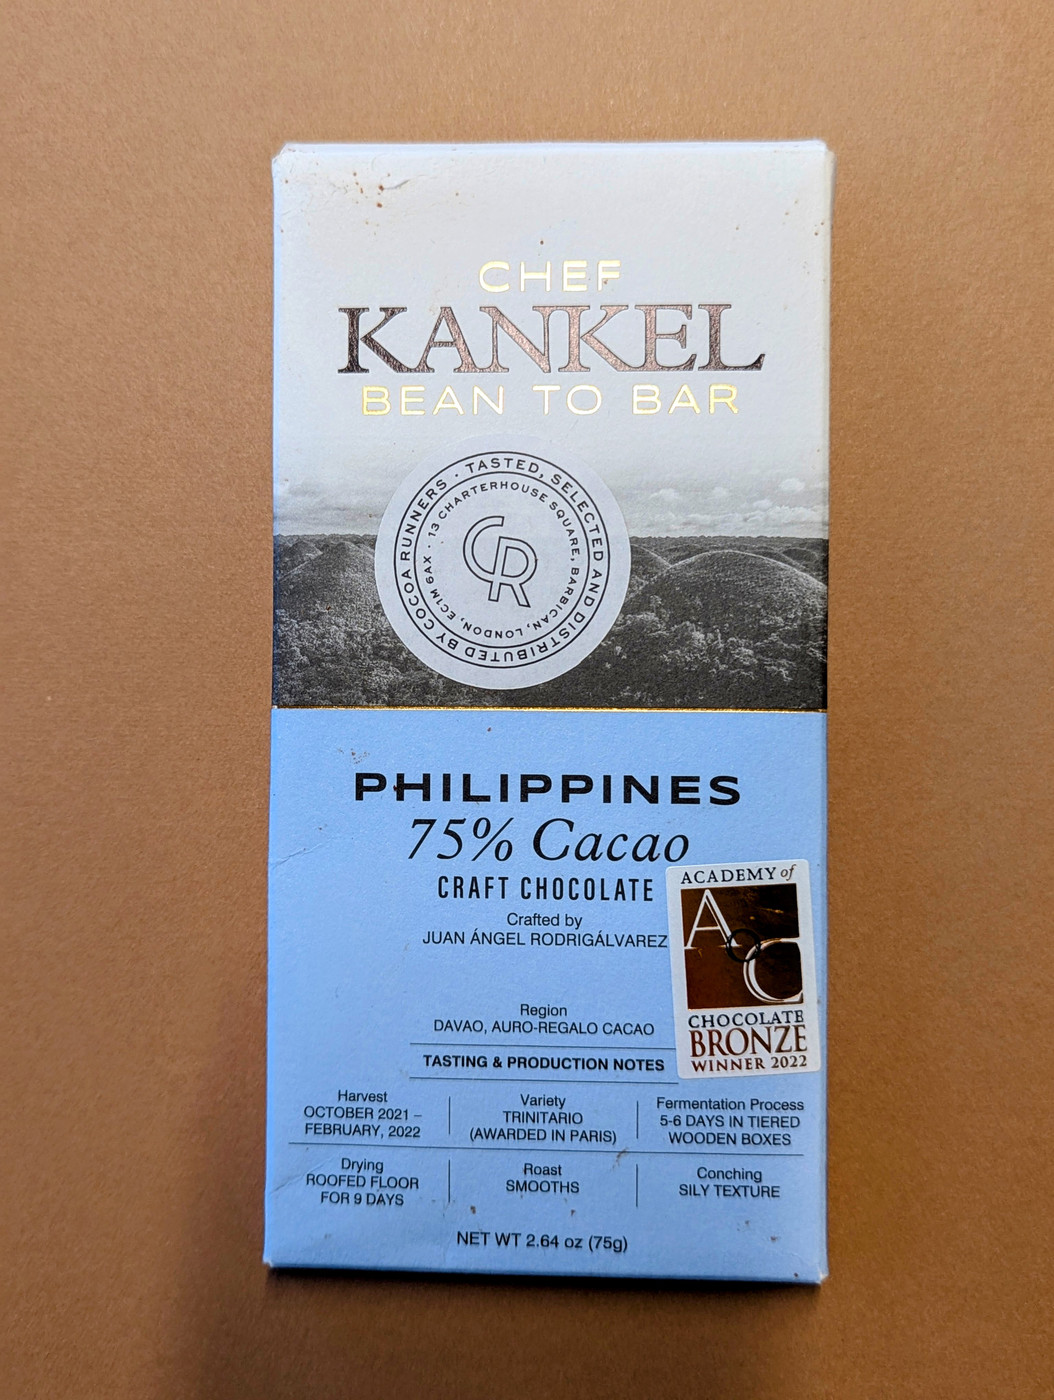 CHEF
KANKEL
BEAN TO BAR
TASTED, SELECTED AND DISTRIBUTED BY COCOA RUNNERS ·
13 CHARTERHOUSE SQUARE, BARBICAN, LONDON, EC1M 6AX ·
CR
PHILIPPINES
75% Cacao
CRAFT CHOCOLATE
Crafted by
JUAN ÁNGEL RODRIGÁLVAREZ
ACADEMY of
AoC
CHOCOLATE
BRONZE
WINNER 2022
Region
DAVAO, AURO-REGALO CACAO
TASTING & PRODUCTION NOTES
Harvest
OCTOBER 2021 –
FEBRUARY, 2022
Variety
TRINITARIO
(AWARDED IN PARIS)
Fermentation Process
5-6 DAYS IN TIERED
WOODEN BOXES
Drying
ROOFED FLOOR
FOR 9 DAYS
Roast
SMOOTHS
Conching
SILY TEXTURE
NET WT 2.64 oz (75g)